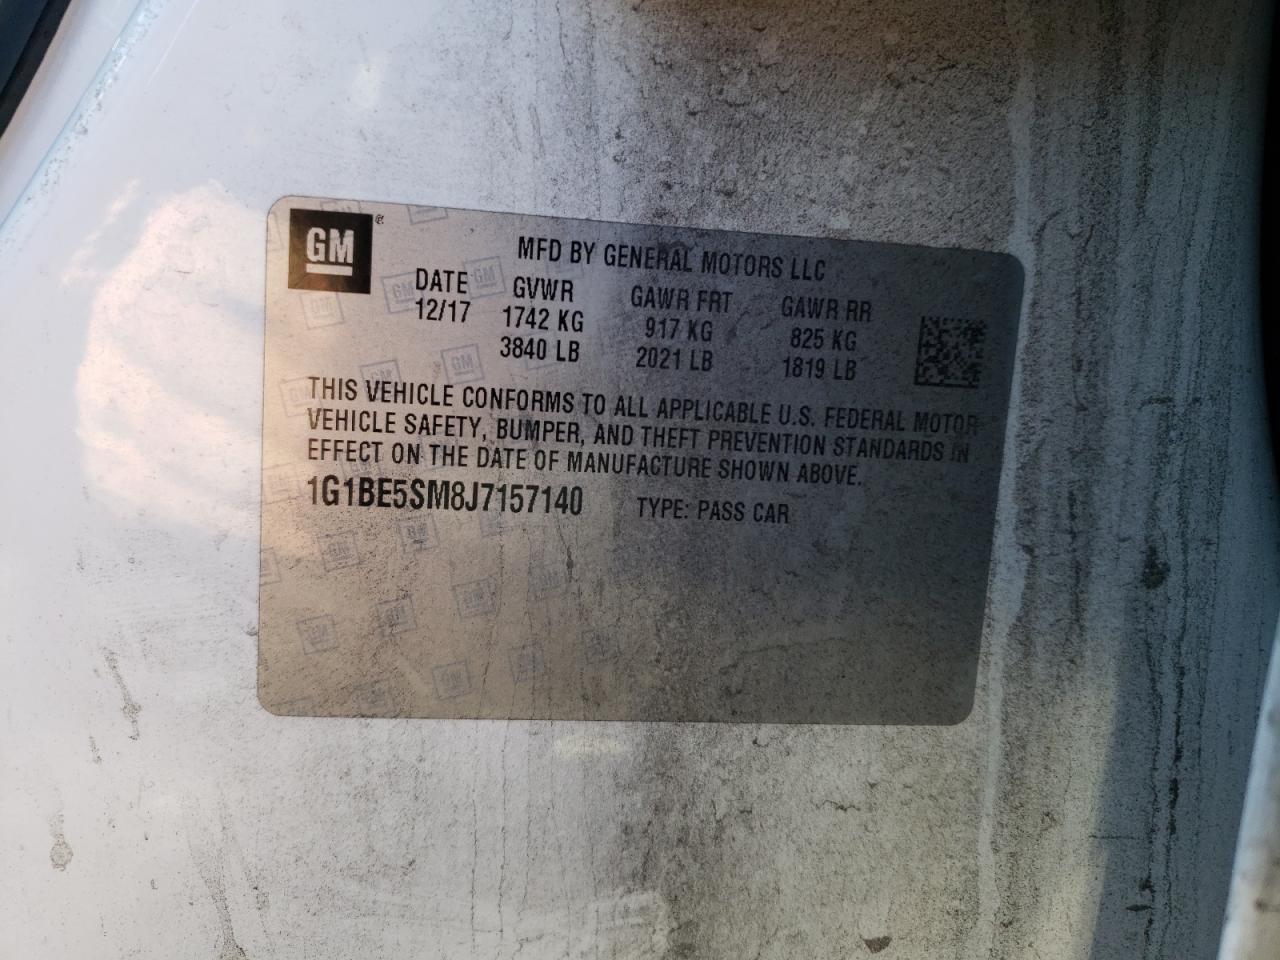 GM ®
MFD BY GENERAL MOTORS LLC
DATE GVWR GAWR FRT GAWR RR
12/17 1742 KG 917 KG 825 KG
3840 LB 2021 LB 1819 LB
THIS VEHICLE CONFORMS TO ALL APPLICABLE U.S. FEDERAL MOTOR
VEHICLE SAFETY, BUMPER, AND THEFT PREVENTION STANDARDS IN
EFFECT ON THE DATE OF MANUFACTURE SHOWN ABOVE.
1G1BE5SM8J7157140 TYPE: PASS CAR